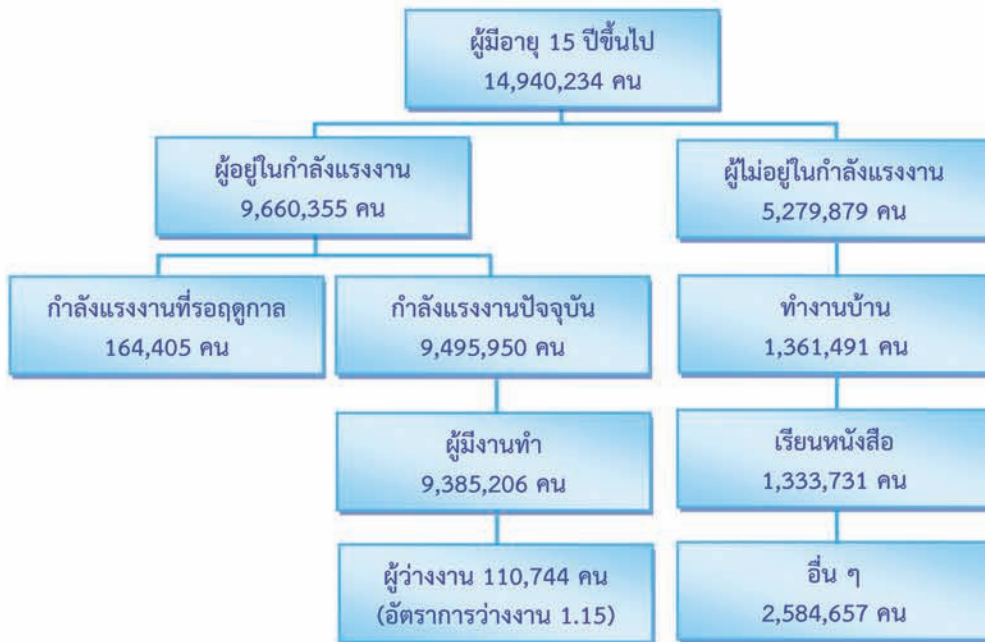 ผู้มีอายุ 15 ปีขึ้นไป
14,940,234 คน
ผู้อยู่ในกำลังแรงงาน
9,660,355 คน
ผู้ไม่อยู่ในกำลังแรงงาน
5,279,879 คน
กำลังแรงงานที่รอฤดูกาล
164,405 คน
กำลังแรงงานปัจจุบัน
9,495,950 คน
ทำงานบ้าน
1,361,491 คน
ผู้มีงานทำ
9,385,206 คน
เรียนหนังสือ
1,333,731 คน
ผู้ว่างงาน 110,744 คน
(อัตราการว่างงาน 1.15)
อื่น ๆ
2,584,657 คน